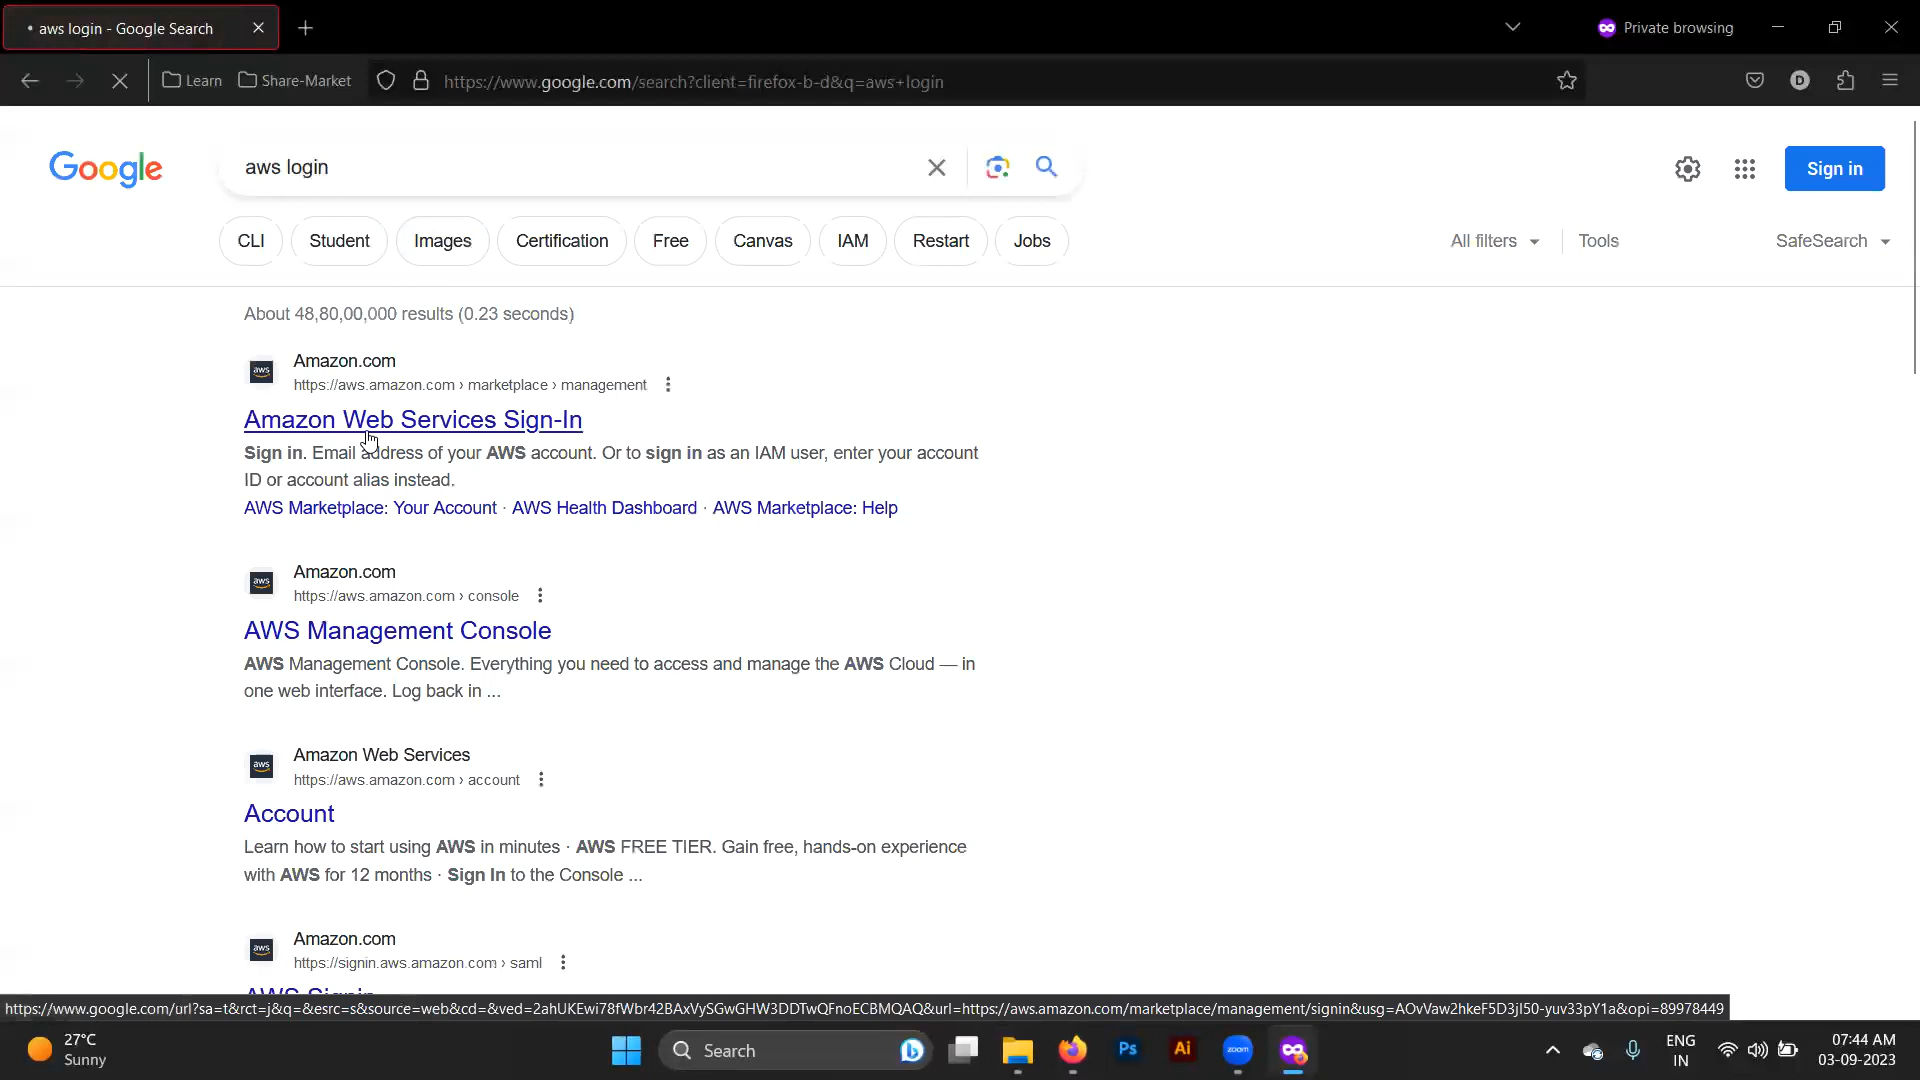 aws login - Google Search
Private browsing
Learn
Share-Market
https://www.google.com/search?client=firefox-b-d&q=aws+login
D
Google
aws login
Sign in
CLI
Student
Images
Certification
Free
Canvas
IAM
Restart
Jobs
All filters
Tools
SafeSearch
About 48,80,00,000 results (0.23 seconds)
aws
Amazon.com
https://aws.amazon.com › marketplace › management
Amazon Web Services Sign-In
Sign in. Email address of your AWS account. Or to sign in as an IAM user, enter your account
ID or account alias instead.
AWS Marketplace: Your Account · AWS Health Dashboard · AWS Marketplace: Help
aws
Amazon.com
https://aws.amazon.com › console
AWS Management Console
AWS Management Console. Everything you need to access and manage the AWS Cloud — in
one web interface. Log back in ...
aws
Amazon Web Services
https://aws.amazon.com › account
Account
Learn how to start using AWS in minutes · AWS FREE TIER. Gain free, hands-on experience
with AWS for 12 months · Sign In to the Console ...
aws
Amazon.com
https://signin.aws.amazon.com › saml
AWS Signin
https://www.google.com/url?sa=t&rct=j&q=&esrc=s&source=web&cd=&ved=2ahUKEwi78fWbr42BAxVySGwGHW3DDTwQFnoECBMQAQ&url=https://aws.amazon.com/marketplace/management/signin&usg=AOvVaw2hkeF5D3jI50-yuv33pY1a&opi=89978449
27°C
Sunny
Search
Ps
Ai
zoom
ENG
IN
07:44 AM
03-09-2023